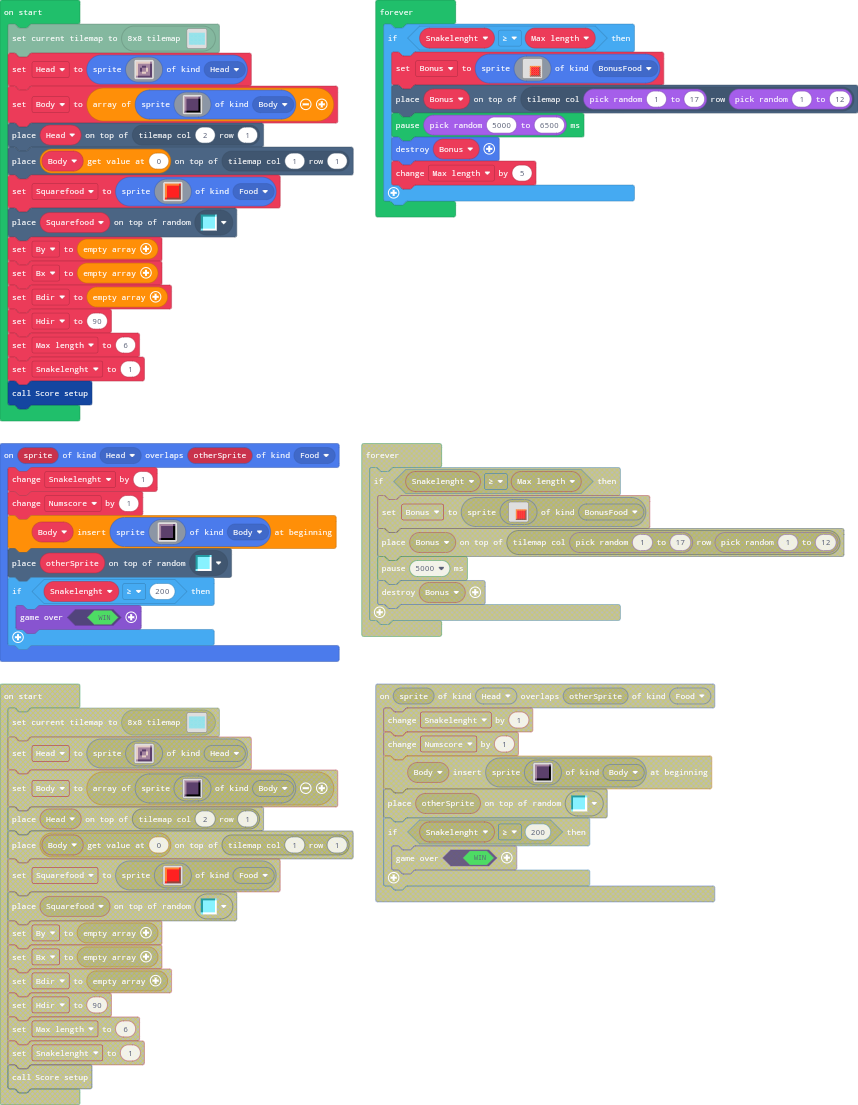 on start
set current tilemap to 8x8 tilemap
set Head to sprite of kind Head
set Body to array of sprite of kind Body
place Head on top of tilemap col 2 row 1
place Body get value at 0 on top of tilemap col 1 row 1
set Squarefood to sprite of kind Food
place Squarefood on top of random
set By to empty array
set Bx to empty array
set Bdir to empty array
set Hdir to 90
set Max length to 6
set Snakelenght to 1
call Score setup
forever
if Snakelenght ≥ Max length then
set Bonus to sprite of kind BonusFood
place Bonus on top of tilemap col pick random 1 to 17 row pick random 1 to 12
pause pick random 5000 to 6500 ms
destroy Bonus
change Max length by 5
on sprite of kind Head overlaps otherSprite of kind Food
change Snakelenght by 1
change Numscore by 1
Body insert sprite of kind Body at beginning
place otherSprite on top of random
if Snakelenght ≥ 200 then
game over WIN
forever
if Snakelenght ≥ Max length then
set Bonus to sprite of kind BonusFood
place Bonus on top of tilemap col pick random 1 to 17 row pick random 1 to 12
pause 5000 ms
destroy Bonus
on start
set current tilemap to 8x8 tilemap
set Head to sprite of kind Head
set Body to array of sprite of kind Body
place Head on top of tilemap col 2 row 1
place Body get value at 0 on top of tilemap col 1 row 1
set Squarefood to sprite of kind Food
place Squarefood on top of random
set By to empty array
set Bx to empty array
set Bdir to empty array
set Hdir to 90
set Max length to 6
set Snakelenght to 1
call Score setup
on sprite of kind Head overlaps otherSprite of kind Food
change Snakelenght by 1
change Numscore by 1
Body insert sprite of kind Body at beginning
place otherSprite on top of random
if Snakelenght ≥ 200 then
game over WIN